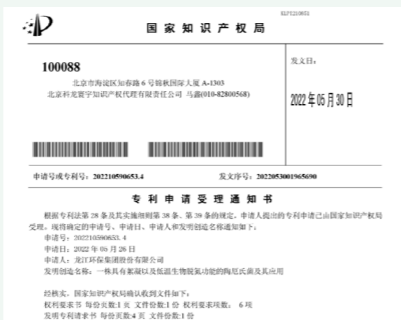 国家知识产权局
100088
发文日：
北京市海淀区知春路6号锦秋国际大厦 A-1303
北京科龙寰宇知识产权代理有限责任公司 马鑫(010-82800568)
2022年05月30日
申请号或专利号：202210590653.4
发文序号：2022053001965690
专利申请受理通知书
根据专利法第28条及其实施细则第38条、第39条的规定，申请人提出的专利申请已由国家知识产权局
受理。现将确定的申请号、申请日、申请人和发明创造名称通知如下：
申请号：202210590653.4
申请日：2022年05月26日
申请人：龙江环保集团股份有限公司
发明创造名称：一株具有絮凝以及低温生物脱氮功能的陶厄氏菌及其应用
经核实，国家知识产权局确认收到文件如下：
权利要求书 每份页数:1页 文件份数:1份 权利要求项数： 6项
发明专利请求书 每份页数:4页 文件份数:1份